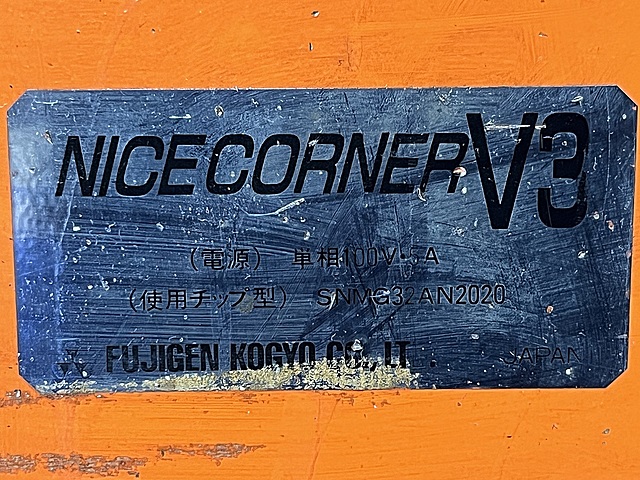 NICECORNER V3
(電源) 単相100V・5A
(使用チップ型) SNMG32AN2020
FUJIGEN KOGYO CO., LT . JAPAN